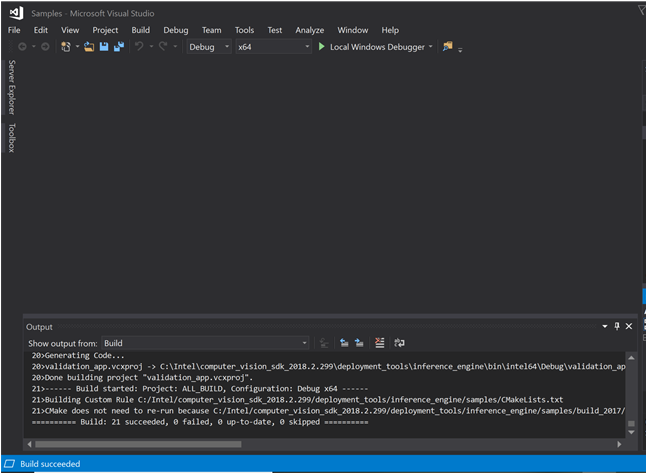 Samples - Microsoft Visual Studio
File Edit View Project Build Debug Team Tools Test Analyze Window Help
Debug x64 Local Windows Debugger
Server Explorer
Toolbox
Output
Show output from: Build
20>Generating Code...
20>validation_app.vcxproj -> C:\Intel\computer_vision_sdk_2018.2.299\deployment_tools\inference_engine\bin\intel64\Debug\validation_ap
20>Done building project "validation_app.vcxproj".
21>------ Build started: Project: ALL_BUILD, Configuration: Debug x64 ------
21>Building Custom Rule C:/Intel/computer_vision_sdk_2018.2.299/deployment_tools/inference_engine/samples/CMakeLists.txt
21>CMake does not need to re-run because C:/Intel/computer_vision_sdk_2018.2.299/deployment_tools/inference_engine/samples/build_2017/
========== Build: 21 succeeded, 0 failed, 0 up-to-date, 0 skipped ==========
Build succeeded